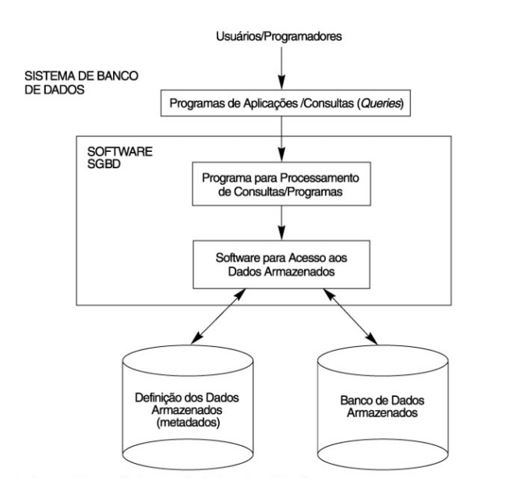 Usuários/Programadores
SISTEMA DE BANCO
DE DADOS
Programas de Aplicações /Consultas (Queries)
SOFTWARE
SGBD
Programa para Processamento
de Consultas/Programas
Software para Acesso aos
Dados Armazenados
Definição dos Dados
Armazenados
(metadados)
Banco de Dados
Armazenados